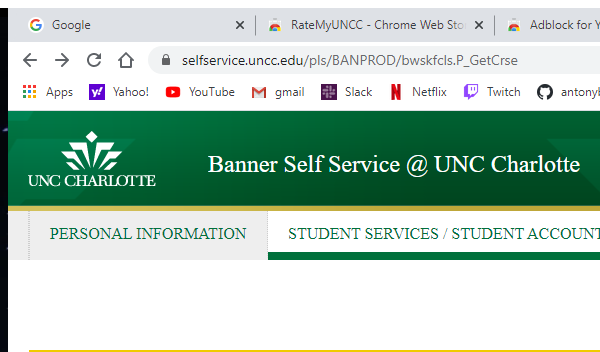 Google RateMyUNCC - Chrome Web Sto Adblock for Y
selfservice.uncc.edu/pls/BANPROD/bwskfcls.P_GetCrse
Apps Yahoo! YouTube gmail Slack Netflix Twitch antonyb
UNC CHARLOTTE
Banner Self Service @ UNC Charlotte
PERSONAL INFORMATION STUDENT SERVICES / STUDENT ACCOUNT